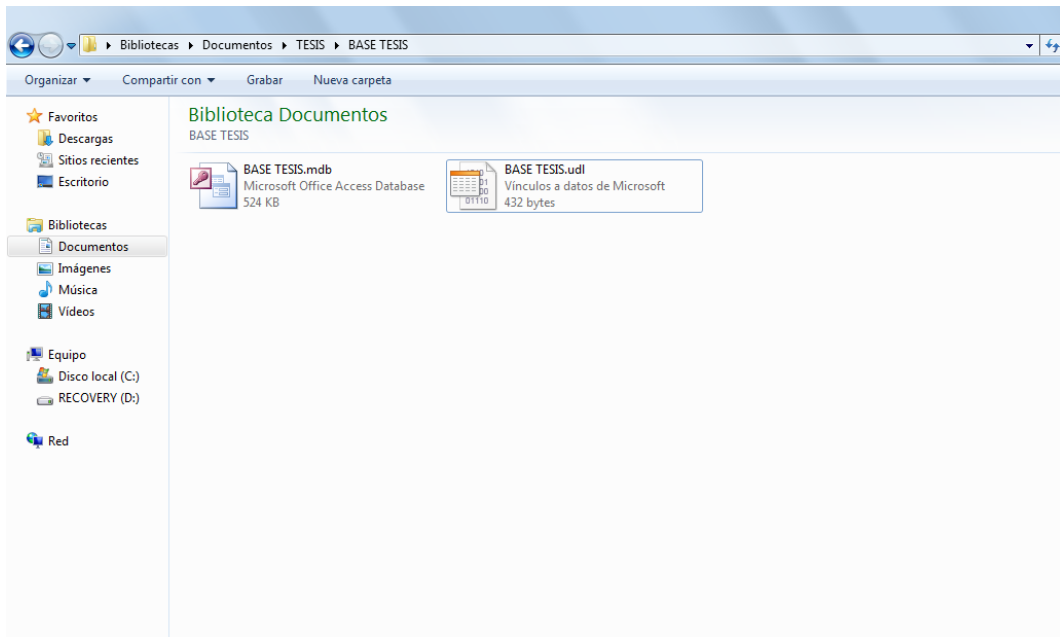 Bibliotecas Documentos TESIS BASE TESIS
Organizar Compartir con Grabar Nueva carpeta
Favoritos
Descargas
Sitios recientes
Escritorio
Bibliotecas
Documentos
Imágenes
Música
Vídeos
Equipo
Disco local (C:)
RECOVERY (D:)
Red
Biblioteca Documentos
BASE TESIS
BASE TESIS.mdb
Microsoft Office Access Database
524 KB
BASE TESIS.udl
Vínculos a datos de Microsoft
432 bytes